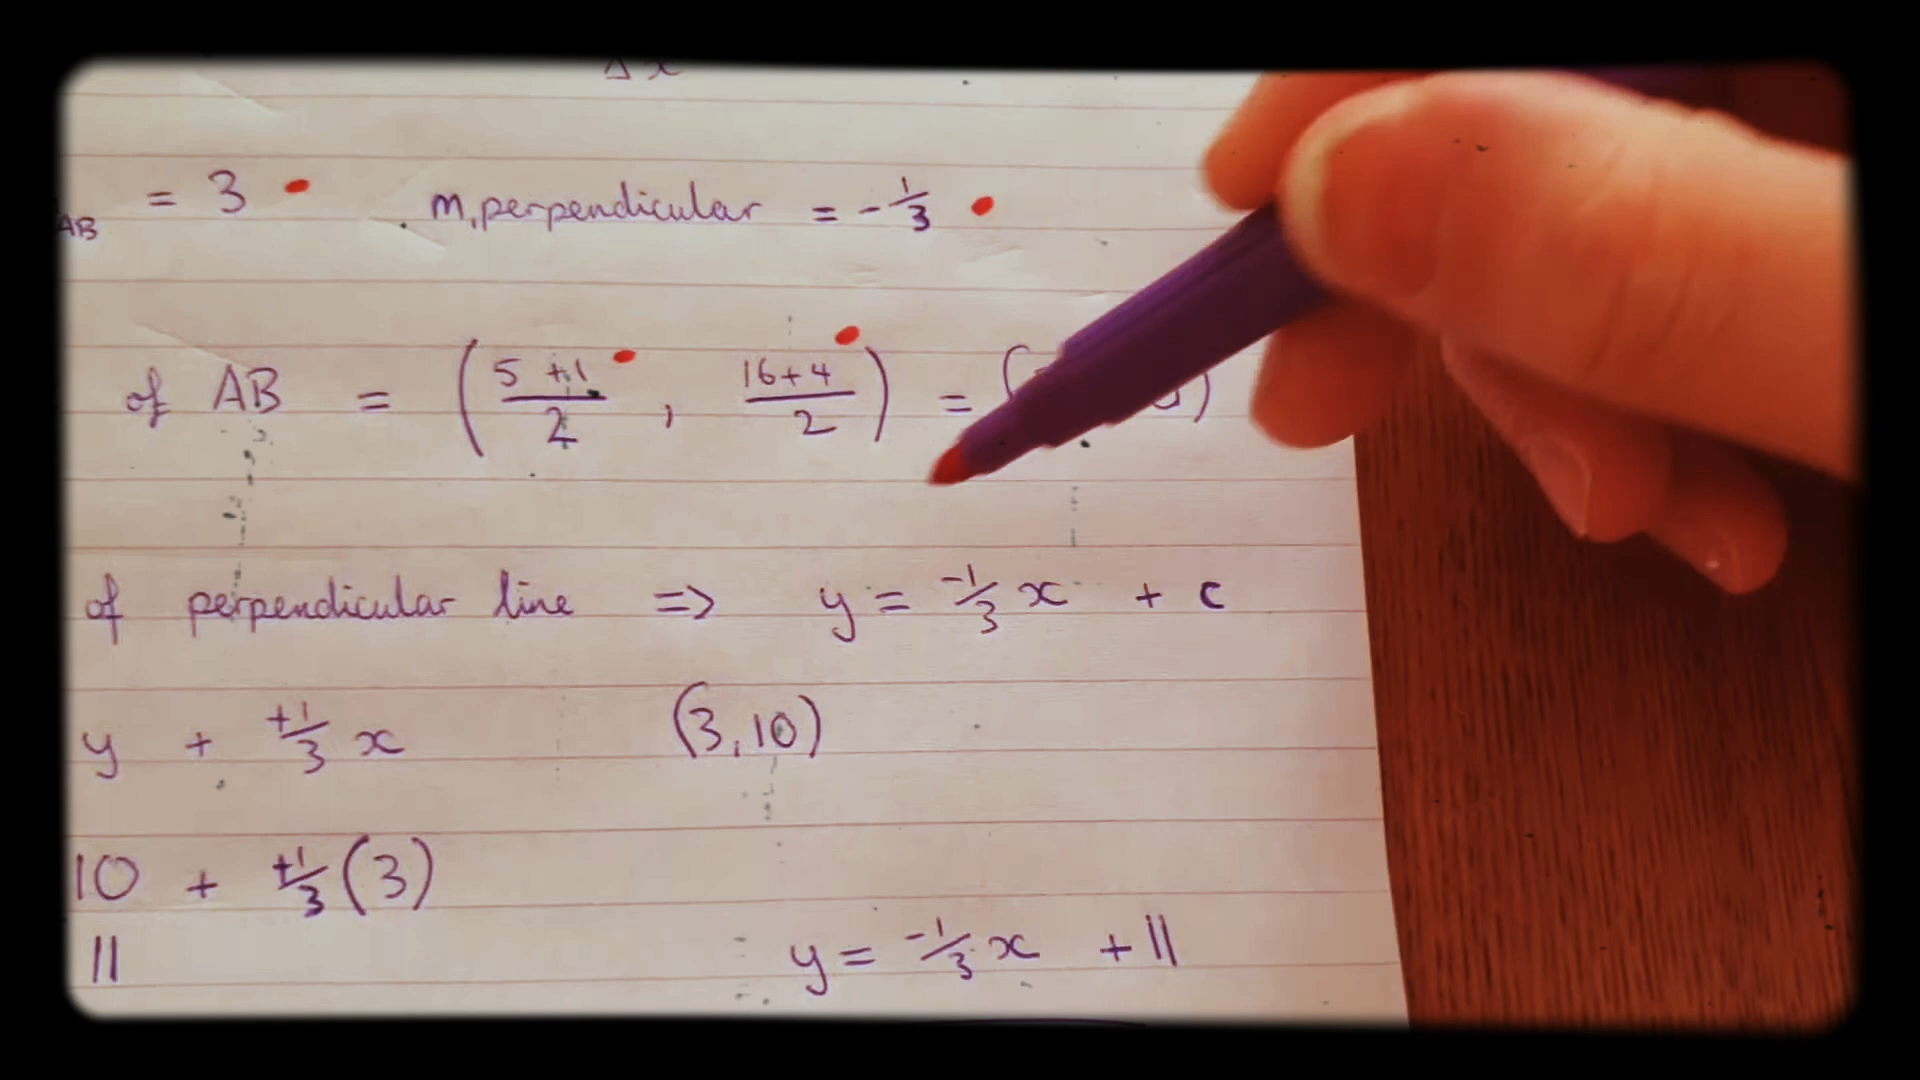 Δx
AB = 3 m,perpendicular = -1/3
of AB = (5+1/2 , 16+4/2) = (
of perpendicular line => y = -1/3 x + c
y + +1/3 x (3,10)
10 + +1/3 (3)
11 y = -1/3 x + 11